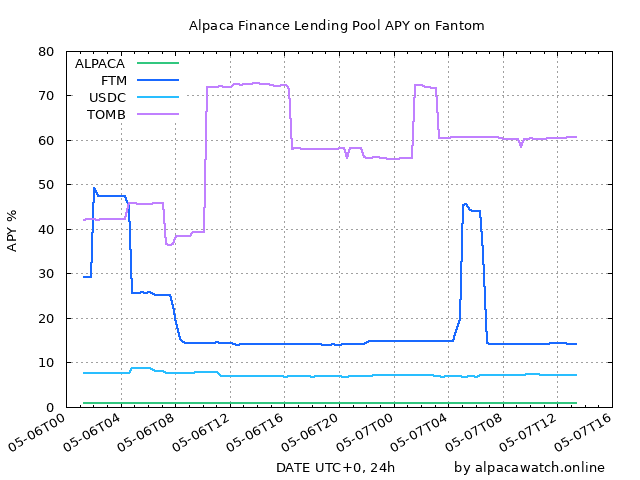 Alpaca Finance Lending Pool APY on Fantom
80
70
60
50
40
30
20
10
0
APY %
ALPACA
FTM
USDC
TOMB
05-06T00
05-06T04
05-06T08
05-06T12
05-06T16
05-06T20
05-07T00
05-07T04
05-07T08
05-07T12
05-07T16
DATE UTC+0, 24h
by alpacawatch.online